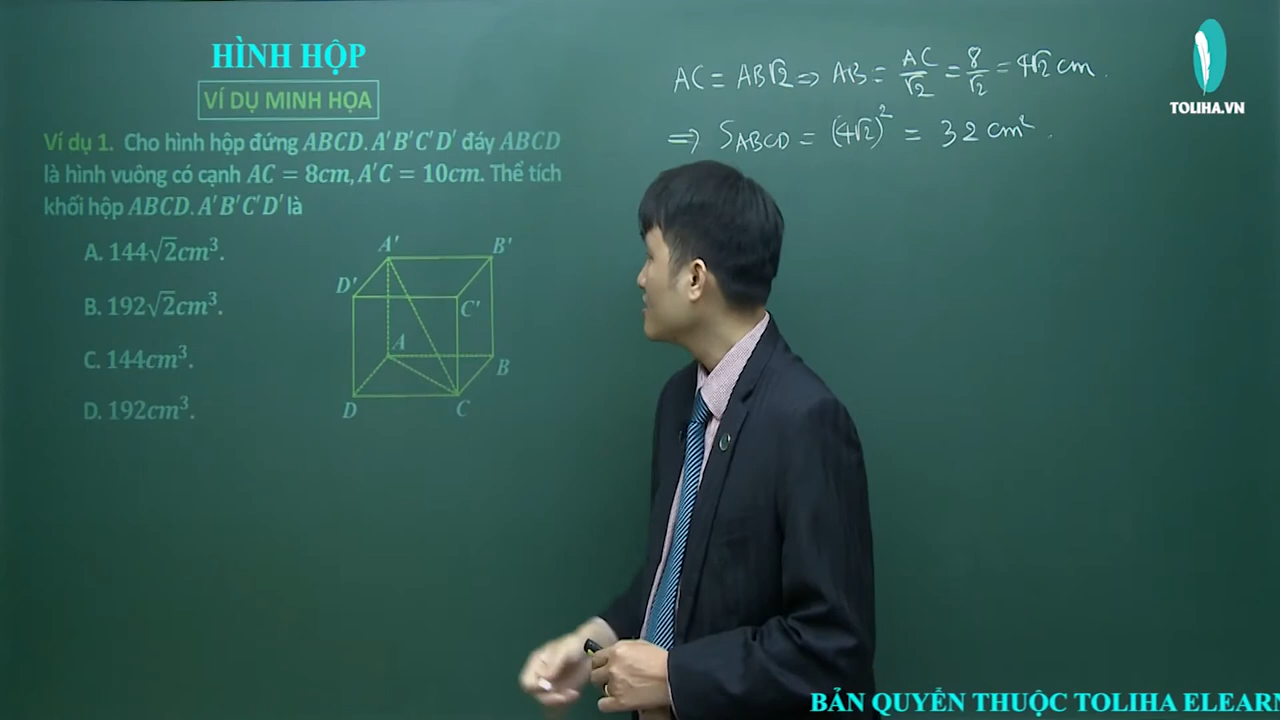 HÌNH HỘP
VÍ DỤ MINH HỌA
Ví dụ 1. Cho hình hộp đứng ABCD.A'B'C'D' đáy ABCD
là hình vuông có cạnh AC = 8cm, A'C = 10cm. Thể tích
khối hộp ABCD.A'B'C'D' là
A. 144√2cm³.
B. 192√2cm³.
C. 144cm³.
D. 192cm³.
A' B'
D' C'
A B
D C
AC = AB√2 ⇒ AB = AC/√2 = 8/√2 = 4√2 cm.
⇒ S_ABCD = (4√2)² = 32 cm².
TOLIHA.VN
BẢN QUYỀN THUỘC TOLIHA ELEAR